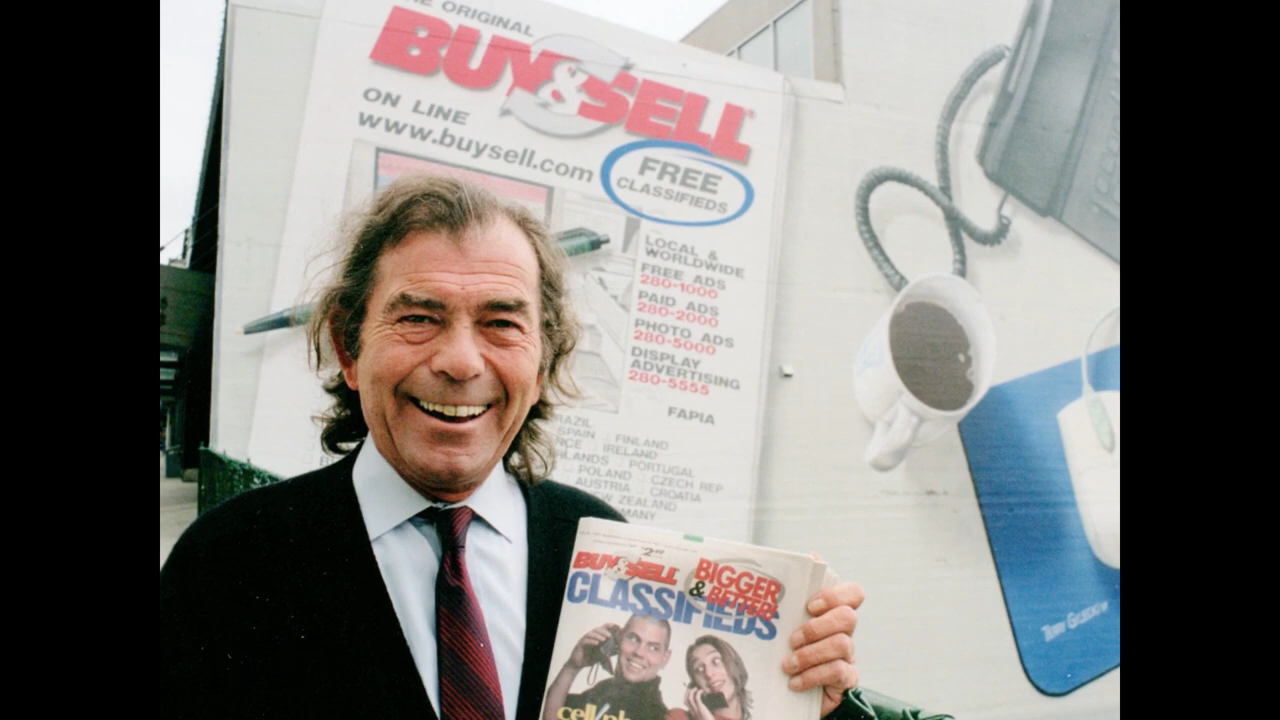 THE ORIGINAL
BUY&SELL
ON LINE
www.buysell.com
FREE
CLASSIFIEDS
LOCAL &
WORLDWIDE
FREE ADS
280-1000
PAID ADS
280-2000
PHOTO ADS
280-5000
DISPLAY
ADVERTISING
280-5555
FAPIA
SPAIN FINLAND
IRELAND
PORTUGAL
POLAND CZECH REP
AUSTRIA CROATIA
ZEALAND
BUY&SELL
CLASSIFIEDS
BIGGER
& BETTER!